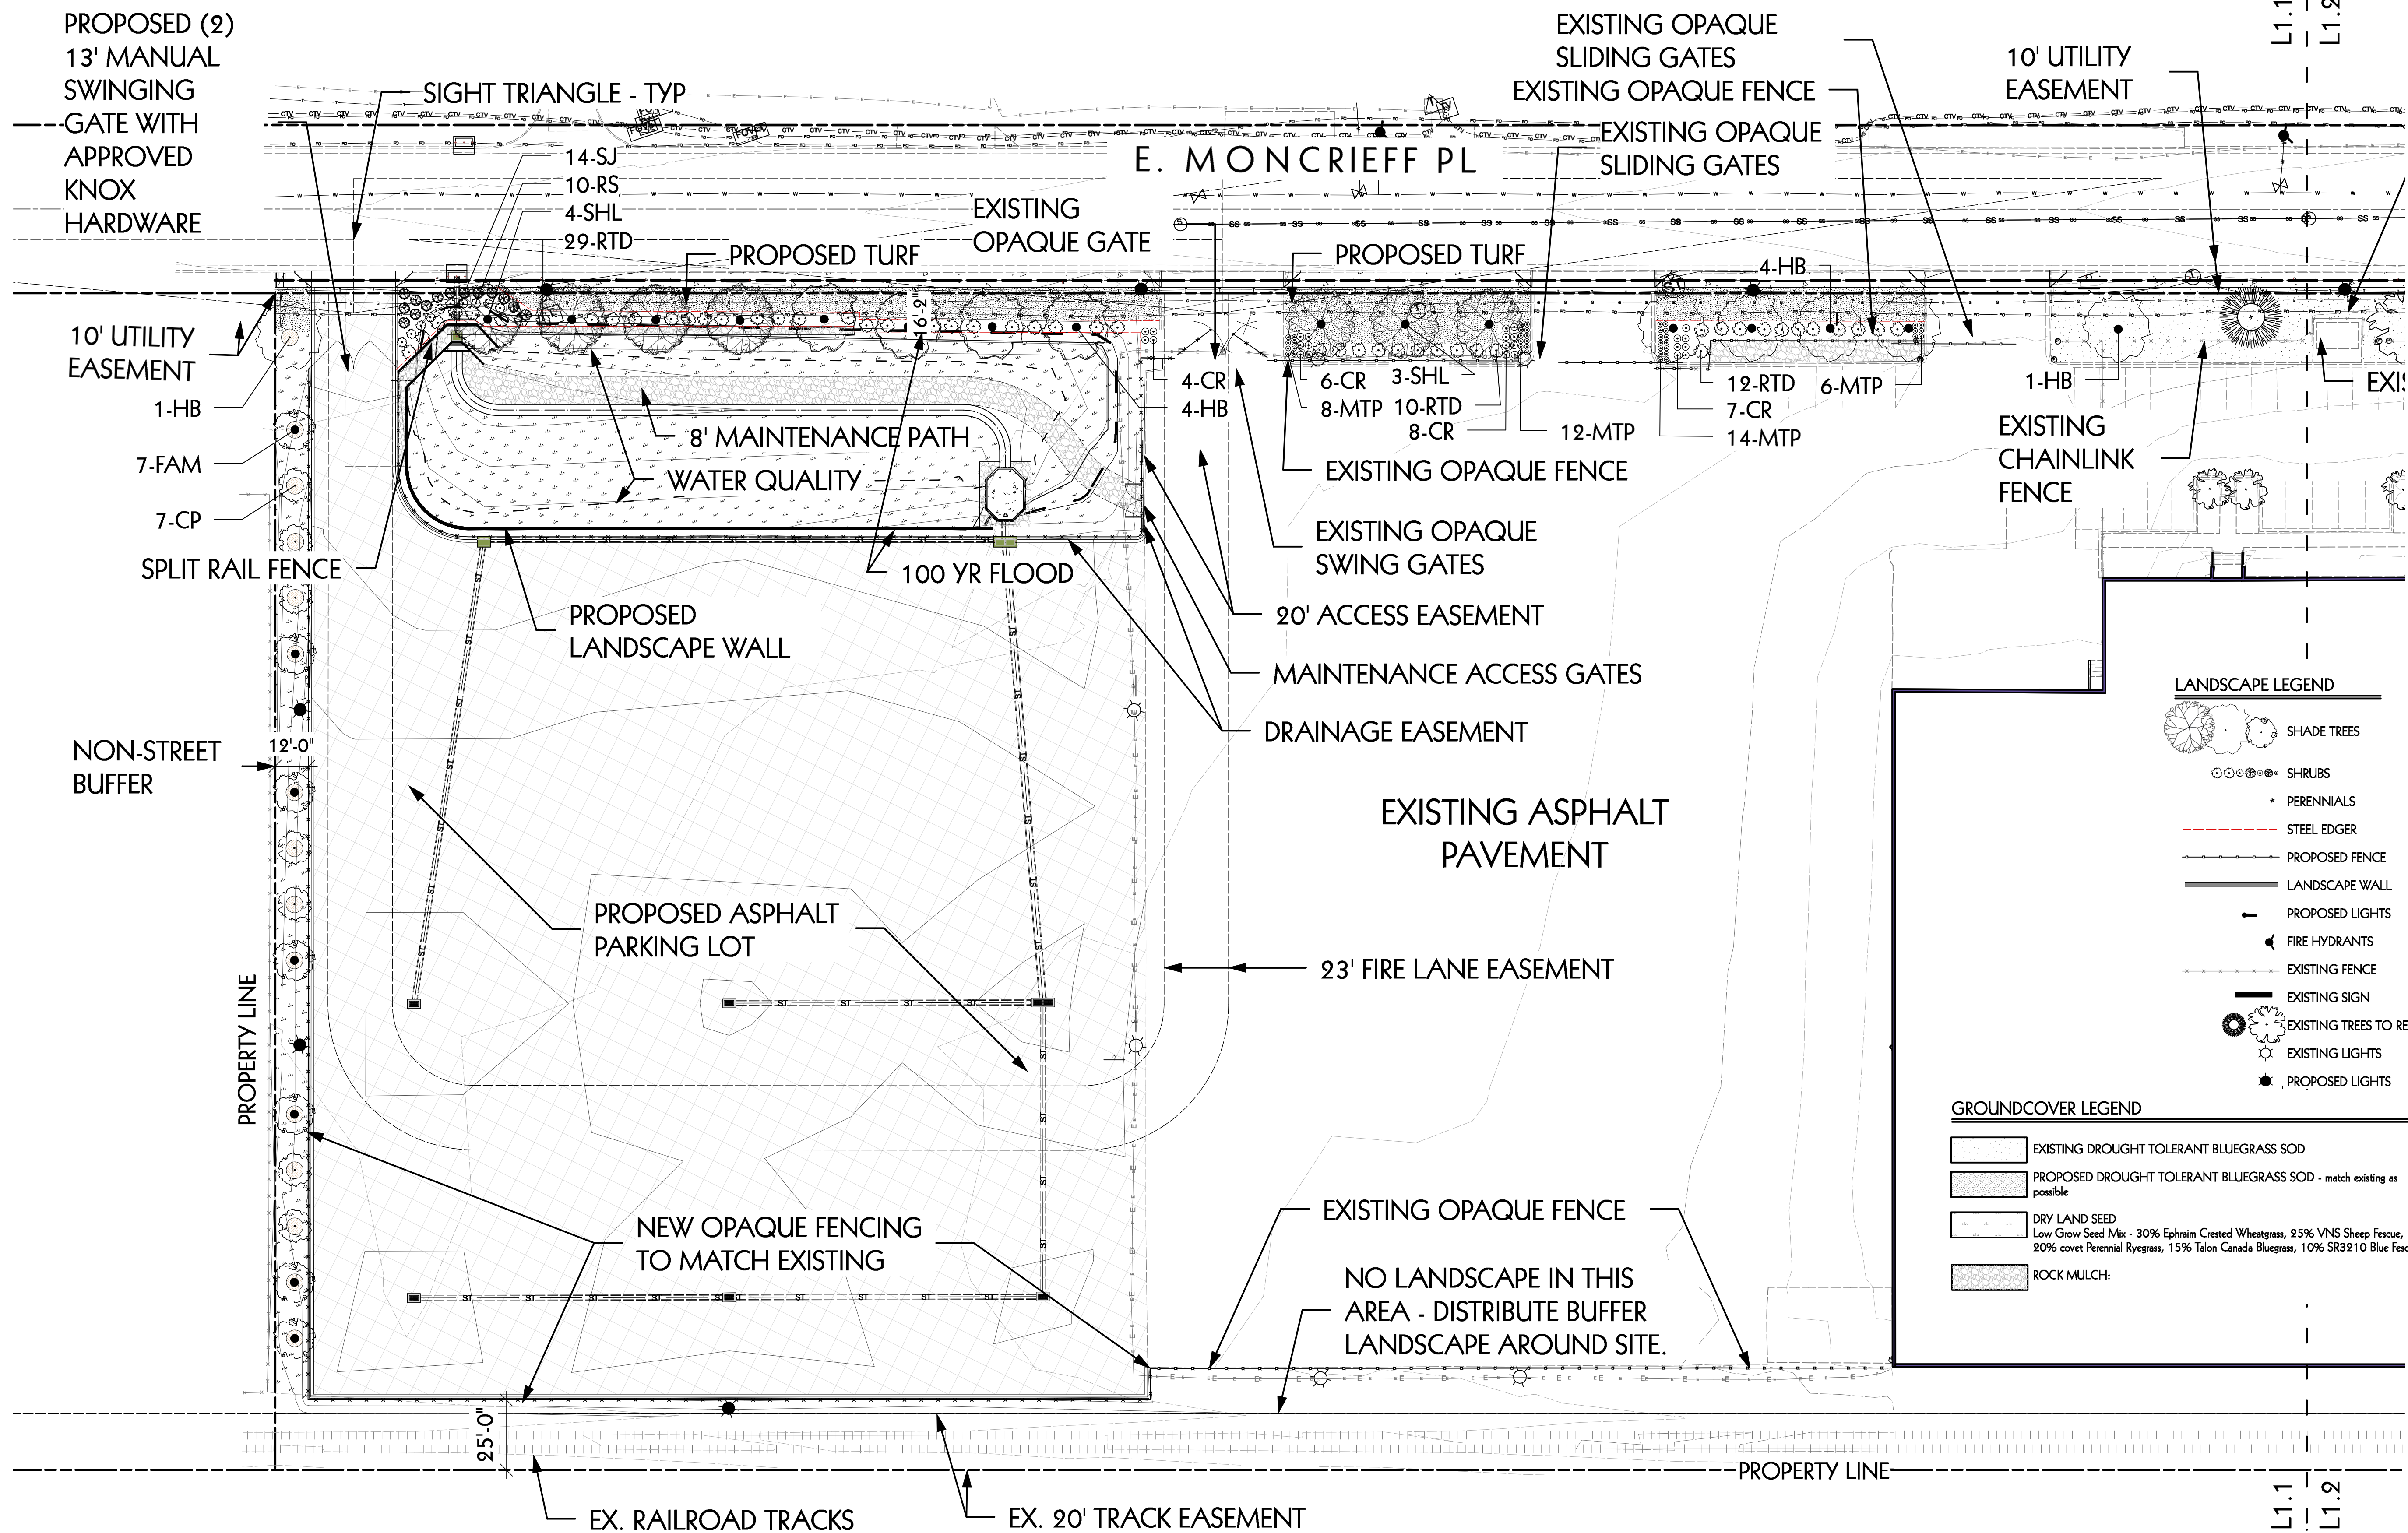 PROPOSED (2)
13' MANUAL
SWINGING
GATE WITH
APPROVED
KNOX
HARDWARE
SIGHT TRIANGLE - TYP
14-SJ
10-RS
4-SHL
29-RTD
EXISTING
OPAQUE GATE
PROPOSED TURF
E. MONCRIEFF PL
PROPOSED TURF
EXISTING OPAQUE
SLIDING GATES
EXISTING OPAQUE FENCE
EXISTING OPAQUE
SLIDING GATES
10' UTILITY
EASEMENT
L1.1
L1.2
4-HB
16'-2"
10' UTILITY
EASEMENT
1-HB
7-FAM
7-CP
SPLIT RAIL FENCE
8' MAINTENANCE PATH
WATER QUALITY
100 YR FLOOD
PROPOSED
LANDSCAPE WALL
4-CR
4-HB
6-CR
8-MTP
3-SHL
10-RTD
8-CR
12-MTP
12-RTD
7-CR
14-MTP
6-MTP
1-HB
EXIS
EXISTING
CHAINLINK
FENCE
EXISTING OPAQUE FENCE
EXISTING OPAQUE
SWING GATES
20' ACCESS EASEMENT
MAINTENANCE ACCESS GATES
DRAINAGE EASEMENT
NON-STREET
BUFFER
12'-0"
PROPERTY LINE
EXISTING ASPHALT
PAVEMENT
PROPOSED ASPHALT
PARKING LOT
23' FIRE LANE EASEMENT
NEW OPAQUE FENCING
TO MATCH EXISTING
EXISTING OPAQUE FENCE
NO LANDSCAPE IN THIS
AREA - DISTRIBUTE BUFFER
LANDSCAPE AROUND SITE.
25'-0"
EX. RAILROAD TRACKS
EX. 20' TRACK EASEMENT
PROPERTY LINE
LANDSCAPE LEGEND
SHADE TREES
SHRUBS
PERENNIALS
STEEL EDGER
PROPOSED FENCE
LANDSCAPE WALL
PROPOSED LIGHTS
FIRE HYDRANTS
EXISTING FENCE
EXISTING SIGN
EXISTING TREES TO RE
EXISTING LIGHTS
PROPOSED LIGHTS
GROUNDCOVER LEGEND
EXISTING DROUGHT TOLERANT BLUEGRASS SOD
PROPOSED DROUGHT TOLERANT BLUEGRASS SOD - match existing as
possible
DRY LAND SEED
Low Grow Seed Mix - 30% Ephraim Crested Wheatgrass, 25% VNS Sheep Fescue,
20% covet Perennial Ryegrass, 15% Talon Canada Bluegrass, 10% SR3210 Blue Fesc
ROCK MULCH:
L1.1
L1.2